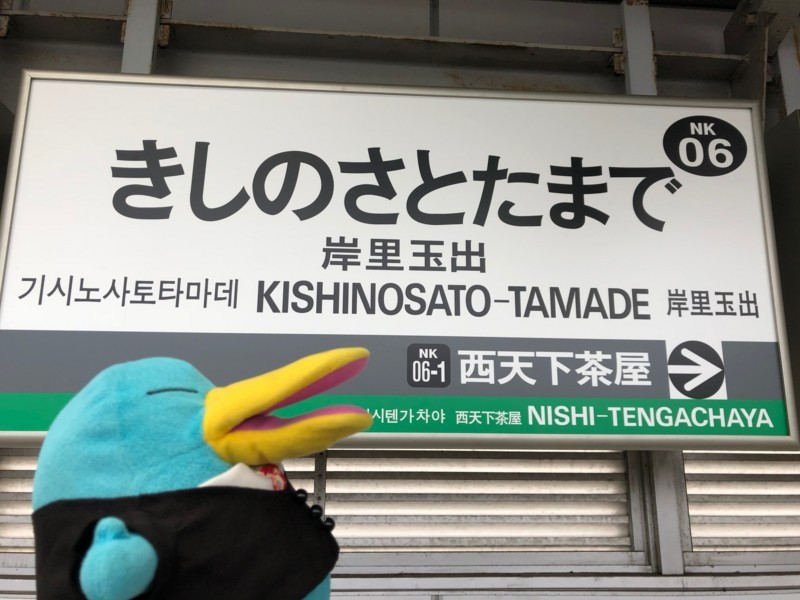 NK
06
きしのさとたまで
岸里玉出
기시노사토타마데 KISHINOSATO-TAMADE 岸里玉出
NK
06-1
西天下茶屋
시텐가차야 西天下茶屋 NISHI-TENGACHAYA